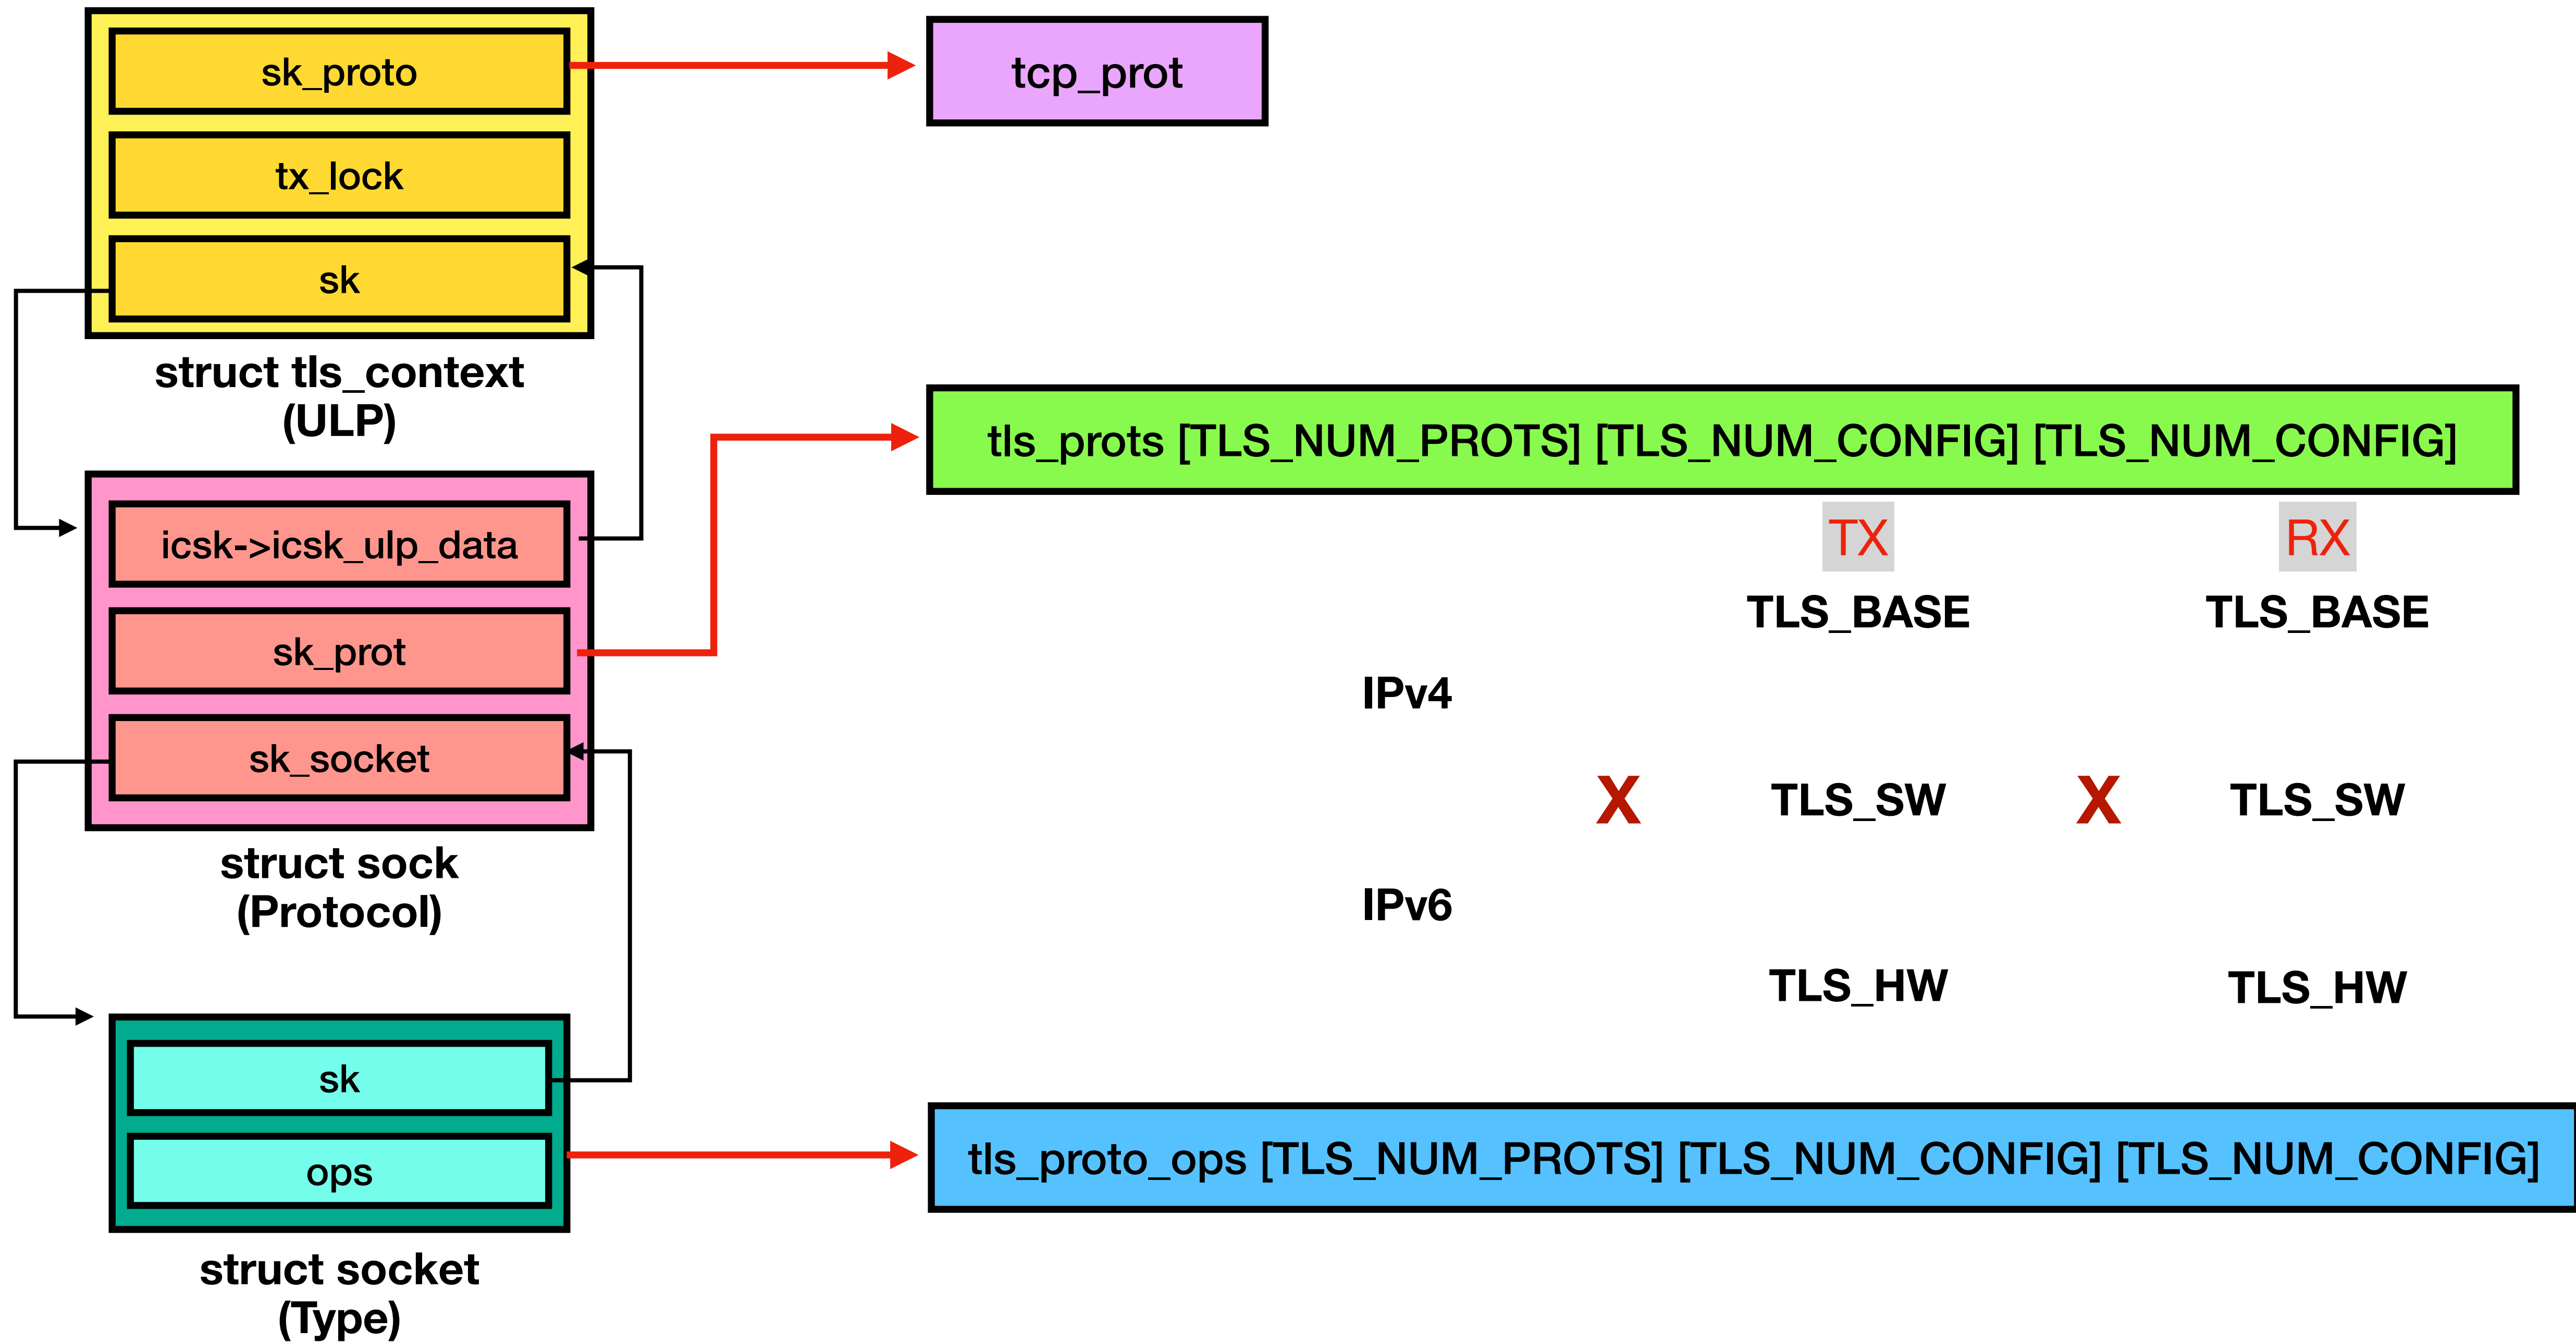 sk_proto
tx_lock
sk
struct tls_context
(ULP)
icsk->icsk_ulp_data
sk_prot
sk_socket
struct sock
(Protocol)
sk
ops
struct socket
(Type)
tcp_prot
tls_prots [TLS_NUM_PROTS] [TLS_NUM_CONFIG] [TLS_NUM_CONFIG]
TX RX
TLS_BASE TLS_BASE
IPv4
X TLS_SW X TLS_SW
IPv6
TLS_HW TLS_HW
tls_proto_ops [TLS_NUM_PROTS] [TLS_NUM_CONFIG] [TLS_NUM_CONFIG]